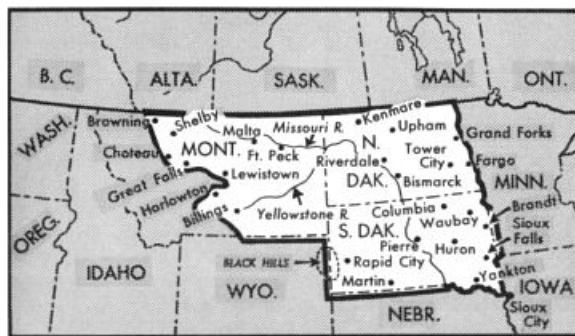 B. C.
ALTA.
SASK.
MAN.
ONT.
WASH.
Browning
Shelby
Malta
Missouri R.
Kenmare
Upham
Grand Forks
Choteau
MONT.
Ft. Peck
N.
DAK.
Riverdale
Tower
City
Fargo
Great Falls
Lewistown
Bismarck
MINN.
Harlowton
Billings
Yellowstone R.
Columbia
Waubay
Brandt
OREG.
S. DAK.
Pierre
Huron
Sioux
Falls
IDAHO
BLACK HILLS
Rapid City
WYO.
Martin
Yankton
IOWA
NEBR.
Sioux
City